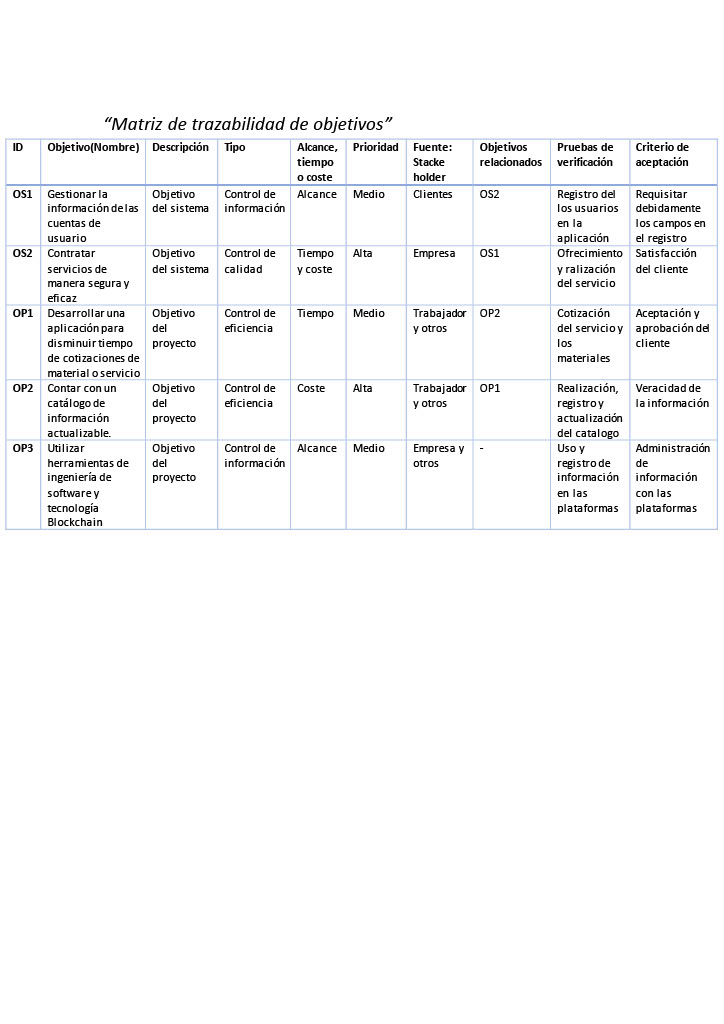 “Matriz de trazabilidad de objetivos”
ID Objetivo(Nombre) Descripción Tipo Alcance, tiempo o coste Prioridad Fuente: Stacke holder Objetivos relacionados Pruebas de verificación Criterio de aceptación
OS1 Gestionar la información de las cuentas de usuario Objetivo del sistema Control de información Alcance Medio Clientes OS2 Registro del los usuarios en la aplicación Requisitar debidamente los campos en el registro
OS2 Contratar servicios de manera segura y eficaz Objetivo del sistema Control de calidad Tiempo y coste Alta Empresa OS1 Ofrecimiento y ralización del servicio Satisfacción del cliente
OP1 Desarrollar una aplicación para disminuir tiempo de cotizaciones de material o servicio Objetivo del proyecto Control de eficiencia Tiempo Medio Trabajador y otros OP2 Cotización del servicio y los materiales Aceptación y aprobación del cliente
OP2 Contar con un catálogo de información actualizable. Objetivo del proyecto Control de eficiencia Coste Alta Trabajador y otros OP1 Realización, registro y actualización del catalogo Veracidad de la información
OP3 Utilizar herramientas de ingeniería de software y tecnología Blockchain Objetivo del proyecto Control de información Alcance Medio Empresa y otros - Uso y registro de información en las plataformas Administración de información con las plataformas